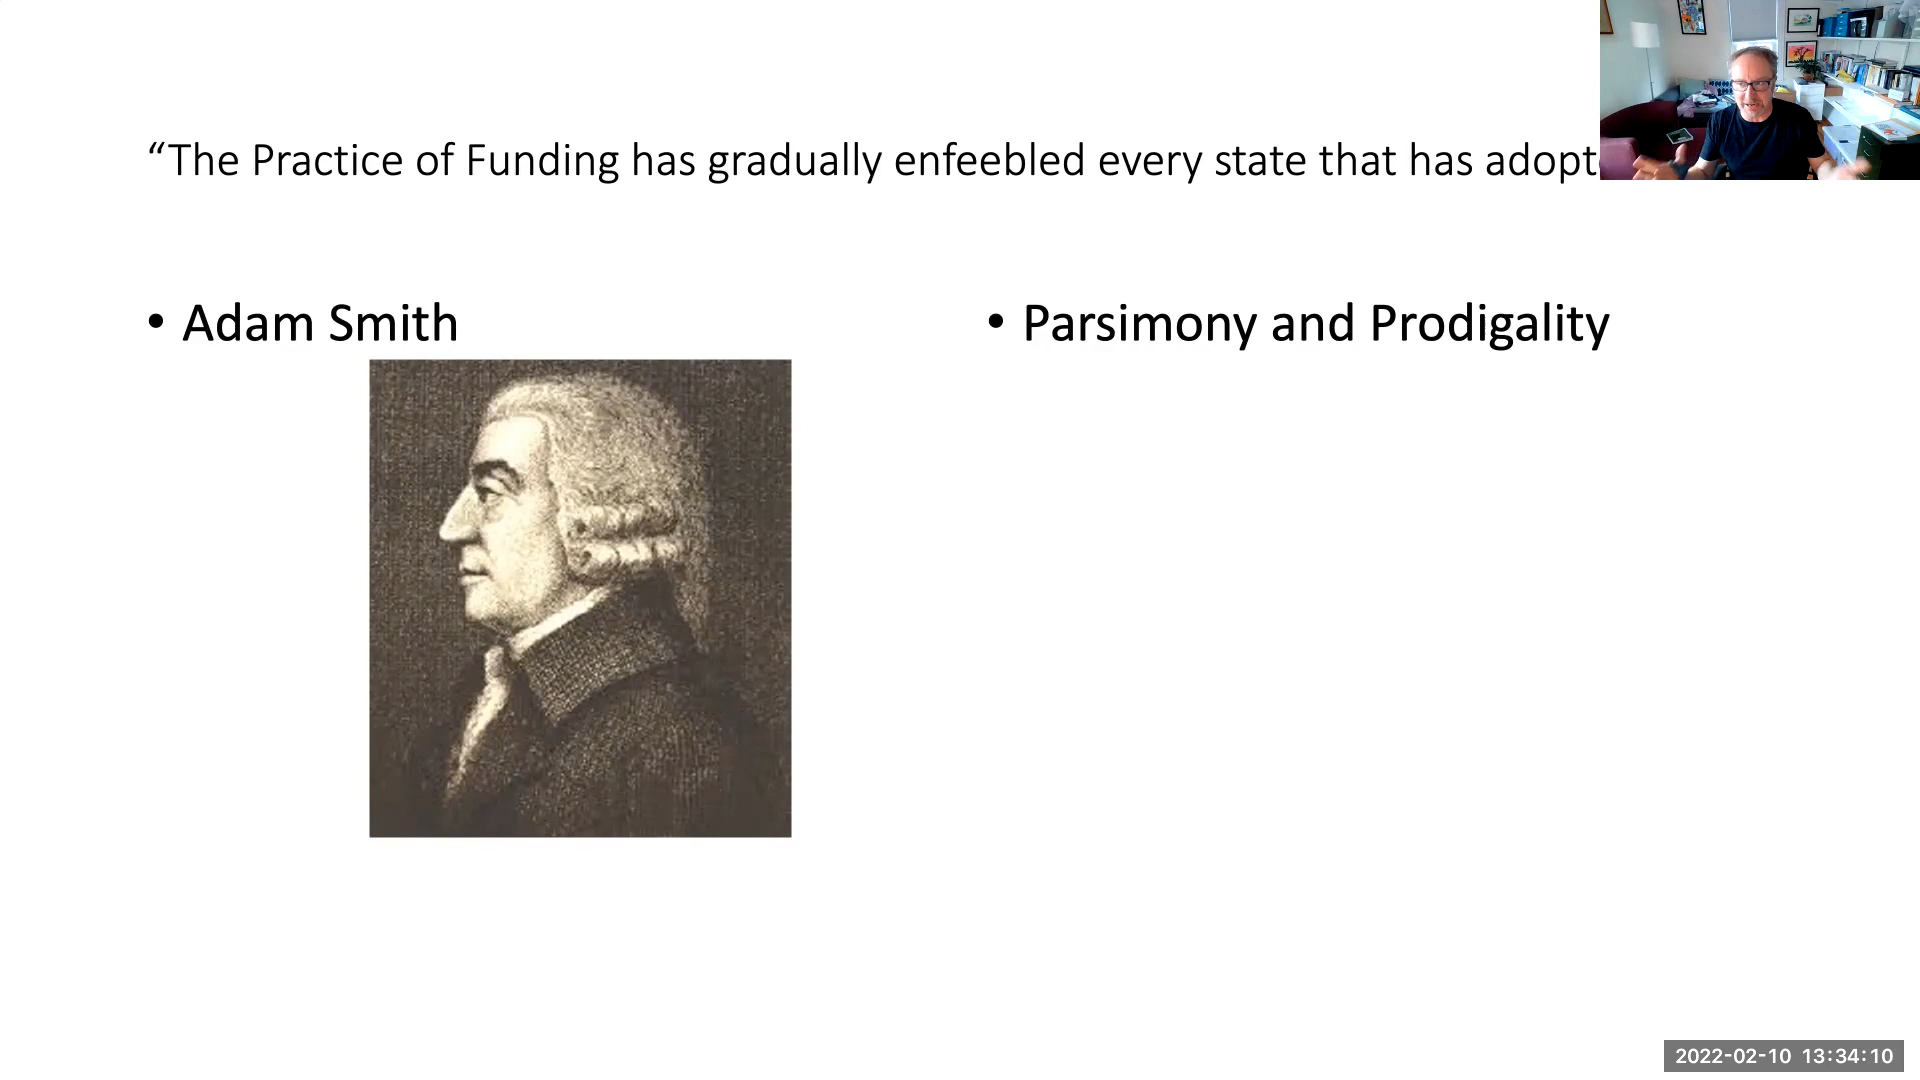 “The Practice of Funding has gradually enfeebled every state that has
• Adam Smith
• Parsimony and Prodigality
2022-02-10 13:34:10